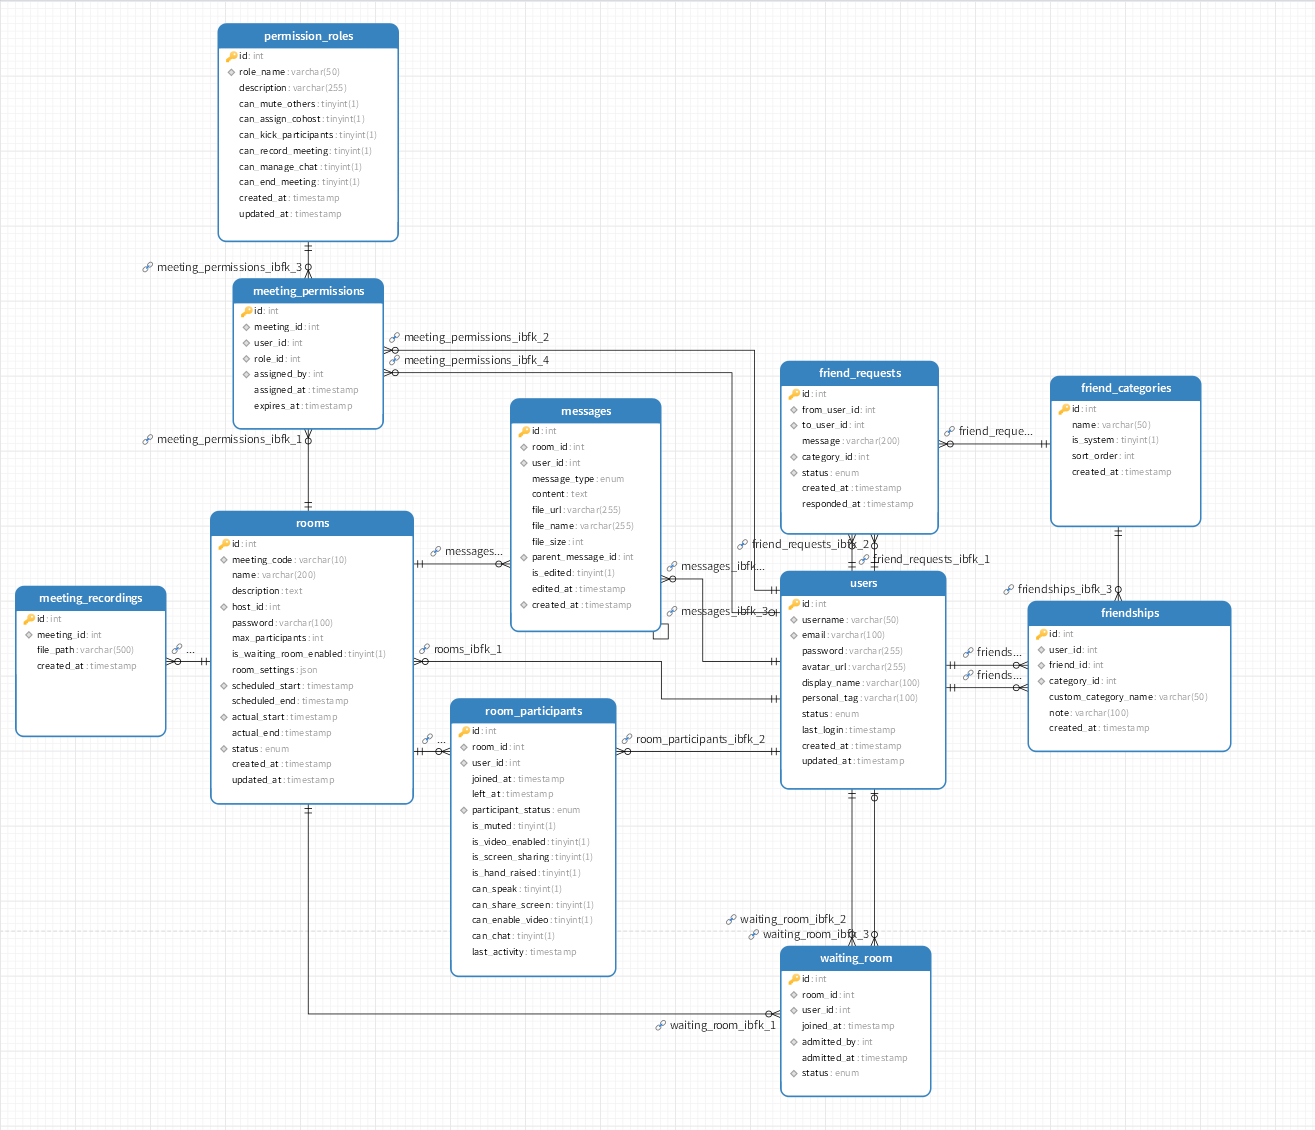 permission_roles
id: int
role_name: varchar(50)
description: varchar(255)
can_mute_others: tinyint(1)
can_assign_cohost: tinyint(1)
can_kick_participants: tinyint(1)
can_record_meeting: tinyint(1)
can_manage_chat: tinyint(1)
can_end_meeting: tinyint(1)
created_at: timestamp
updated_at: timestamp
meeting_permissions_ibfk_3
meeting_permissions
id: int
meeting_id: int
user_id: int
role_id: int
assigned_by: int
assigned_at: timestamp
expires_at: timestamp
meeting_permissions_ibfk_2
meeting_permissions_ibfk_4
meeting_permissions_ibfk_1
messages
id: int
room_id: int
user_id: int
message_type: enum
content: text
file_url: varchar(255)
file_name: varchar(255)
file_size: int
parent_message_id: int
is_edited: tinyint(1)
edited_at: timestamp
created_at: timestamp
messages...
messages_ibfk...
messages_ibfk_3
friend_requests
id: int
from_user_id: int
to_user_id: int
message: varchar(200)
category_id: int
status: enum
created_at: timestamp
responded_at: timestamp
friend_reque...
friend_categories
id: int
name: varchar(50)
is_system: tinyint(1)
sort_order: int
created_at: timestamp
friend_requests_ibfk_2
friend_requests_ibfk_1
friendships_ibfk_3
rooms
id: int
meeting_code: varchar(10)
name: varchar(200)
description: text
host_id: int
password: varchar(100)
max_participants: int
is_waiting_room_enabled: tinyint(1)
room_settings: json
scheduled_start: timestamp
scheduled_end: timestamp
actual_start: timestamp
actual_end: timestamp
status: enum
created_at: timestamp
updated_at: timestamp
meeting_recordings
id: int
meeting_id: int
file_path: varchar(500)
created_at: timestamp
...
rooms_ibfk_1
users
id: int
username: varchar(50)
email: varchar(100)
password: varchar(255)
avatar_url: varchar(255)
display_name: varchar(100)
personal_tag: varchar(100)
status: enum
last_login: timestamp
created_at: timestamp
updated_at: timestamp
friends...
friends...
friendships
id: int
user_id: int
friend_id: int
category_id: int
custom_category_name: varchar(50)
note: varchar(100)
created_at: timestamp
...
room_participants
id: int
room_id: int
user_id: int
joined_at: timestamp
left_at: timestamp
participant_status: enum
is_muted: tinyint(1)
is_video_enabled: tinyint(1)
is_screen_sharing: tinyint(1)
is_hand_raised: tinyint(1)
can_speak: tinyint(1)
can_share_screen: tinyint(1)
can_enable_video: tinyint(1)
can_chat: tinyint(1)
last_activity: timestamp
room_participants_ibfk_2
waiting_room_ibfk_2
waiting_room_ibfk_3
waiting_room
id: int
room_id: int
user_id: int
joined_at: timestamp
admitted_by: int
admitted_at: timestamp
status: enum
waiting_room_ibfk_1